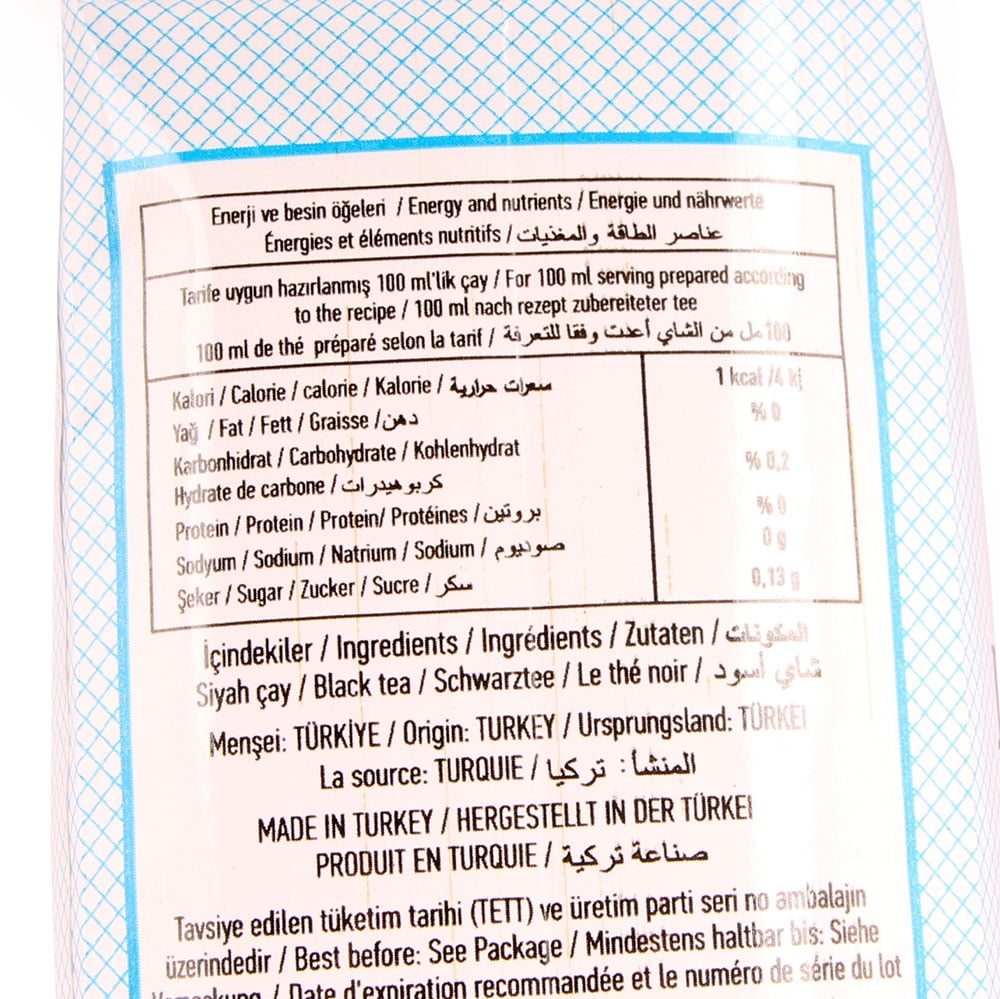 Enerji ve besin öğeleri / Energy and nutrients / Energie und nährwerte
Énergies et éléments nutritifs / عناصر الطاقة والمغذيات
Tarife uygun hazırlanmış 100 ml'lik çay / For 100 ml serving prepared according
to the recipe / 100 ml nach rezept zubereiteter tee
100 ml de thé préparé selon la tarif / 100 مل من الشاي أعدت وفقا للتعرفة
Kalori / Calorie / calorie / Kalorie / سعرات حرارية 1 kcal /4 kj
Yağ / Fat / Fett / Graisse / دهن % 0
Karbonhidrat / Carbohydrate / Kohlenhydrat
Hydrate de carbone / كربوهيدرات % 0,2
Protein / Protein / Protein/ Protéines / بروتين % 0
Sodyum / Sodium / Natrium / Sodium / صوديوم 0 g
Şeker / Sugar / Zucker / Sucre / سكر 0,13 g
İçindekiler / Ingredients / Ingrédients / Zutaten / المكونات
Siyah çay / Black tea / Schwarztee / Le thé noir / شاي أسود
Menşei: TÜRKİYE / Origin: TURKEY / Ursprungsland: TÜRKEI
La source: TURQUIE / المنشأ: تركيا
MADE IN TURKEY / HERGESTELLT IN DER TÜRKEI
PRODUIT EN TURQUIE / صناعة تركية
Tavsiye edilen tüketim tarihi (TETT) ve üretim parti seri no ambalajın
üzerindedir / Best before: See Package / Mindestens haltbar bis: Siehe
/ Date d'expiration recommandée et le numéro de série du lot